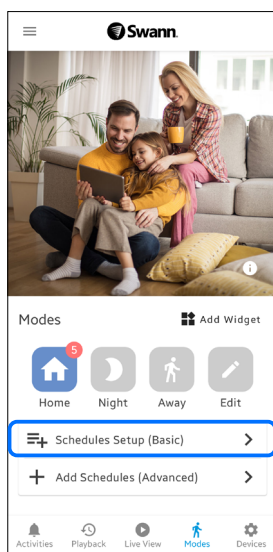 Swann.
Modes
Add Widget
5
Home Night Away Edit
Schedules Setup (Basic)
Add Schedules (Advanced)
Activities Playback Live View Modes Devices